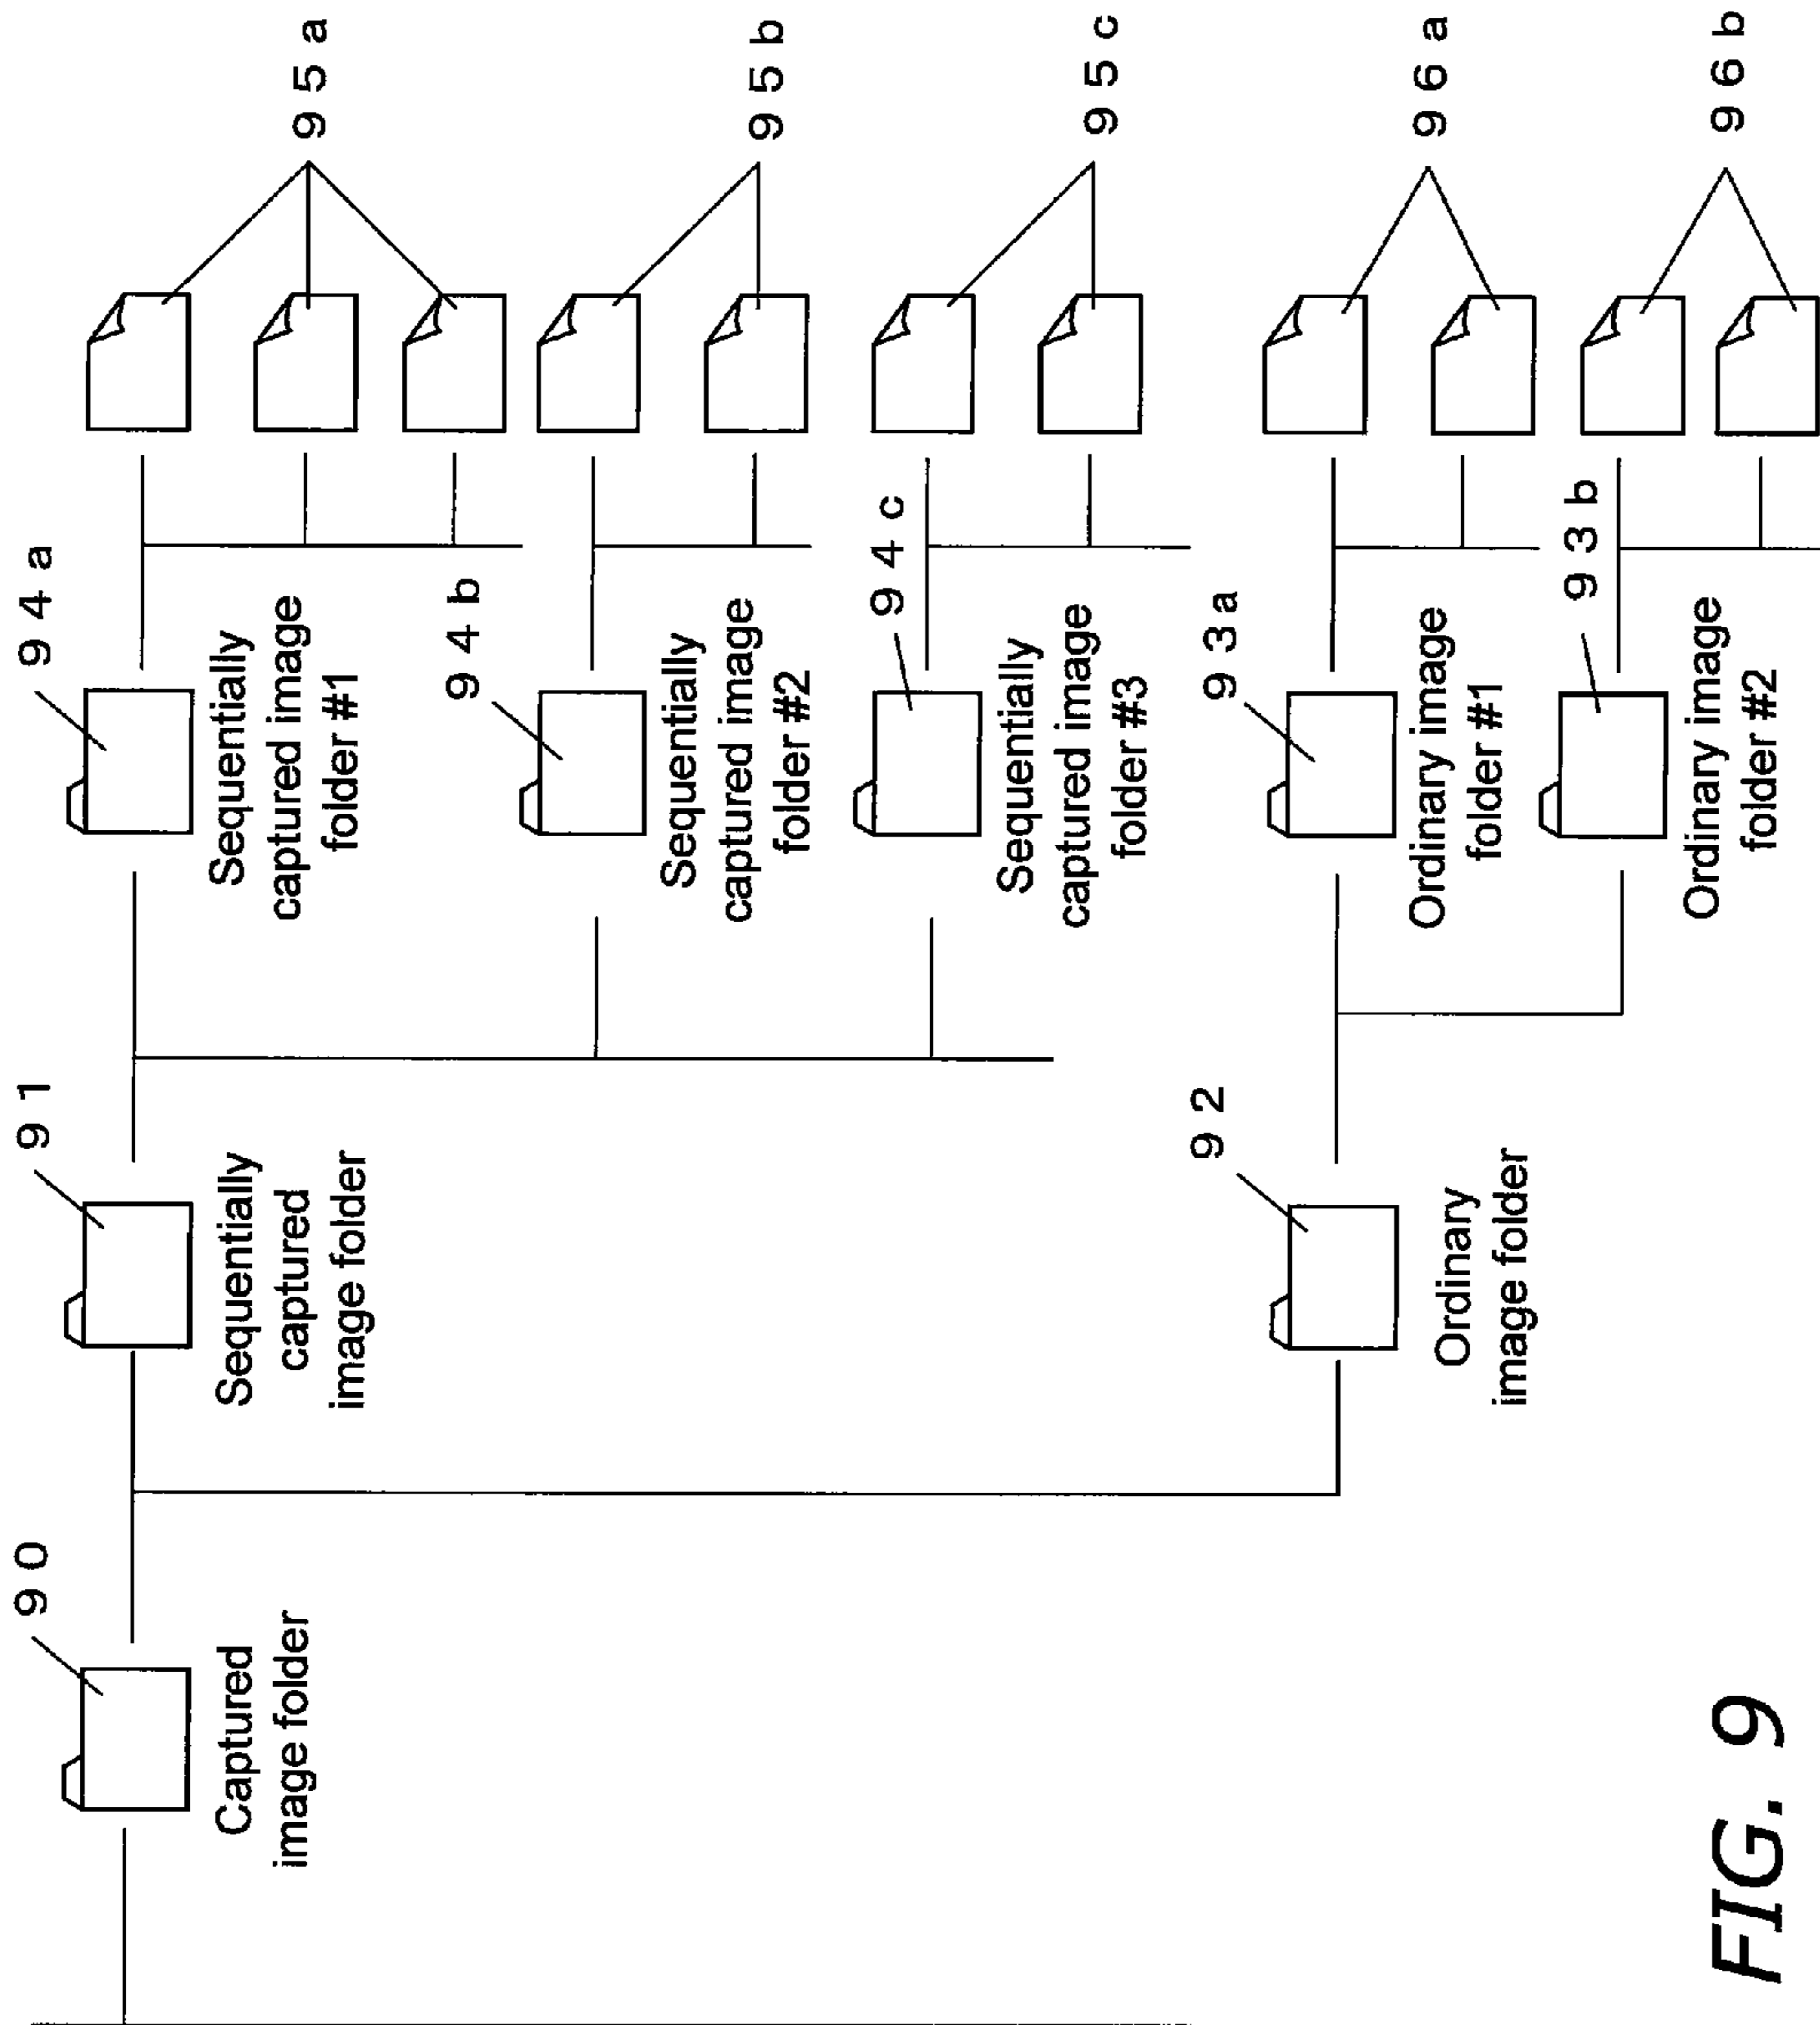 90
Captured
image folder
91
Sequentially
captured
image folder
92
Ordinary
image folder
94a
Sequentially
captured image
folder #1
94b
Sequentially
captured image
folder #2
94c
Sequentially
captured image
folder #3
93a
Ordinary image
folder #1
93b
Ordinary image
folder #2
95a
95b
95c
96a
96b
FIG. 9